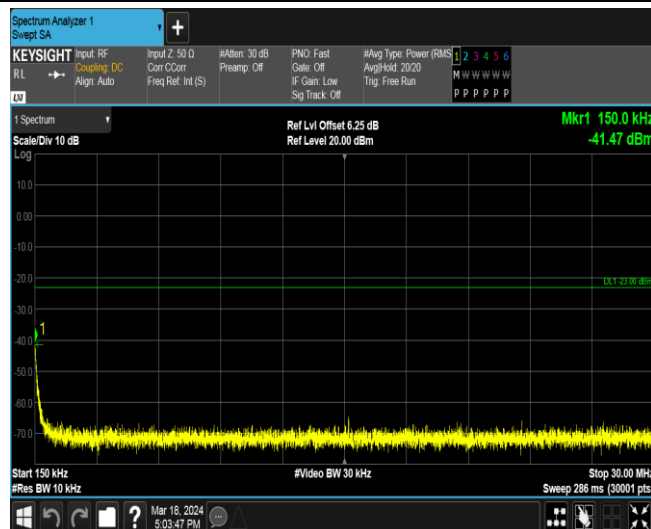 Spectrum Analyzer 1
Swept SA
+
KEYSIGHT
RL
LXI
Input: RF
Coupling: DC
Align: Auto
Input Z: 50 Ω
Corr CCorr
Freq Ref: Int (S)
#Atten: 30 dB
Preamp: Off
PNO: Fast
Gate: Off
IF Gain: Low
Sig Track: Off
#Avg Type: Power (RMS
Avg|Hold: 20/20
Trig: Free Run
1 2 3 4 5 6
M W W W W W
P P P P P P
1 Spectrum
Scale/Div 10 dB
Log
Ref Lvl Offset 6.25 dB
Ref Level 20.00 dBm
Mkr1 150.0 kHz
-41.47 dBm
10.0
0.00
-10.0
-20.0
DL1 -23.00 dBm
-30.0
1
-40.0
-50.0
-60.0
-70.0
Start 150 kHz
#Res BW 10 kHz
#Video BW 30 kHz
Stop 30.00 MHz
Sweep 286 ms (30001 pts
?
Mar 18, 2024
5:03:47 PM